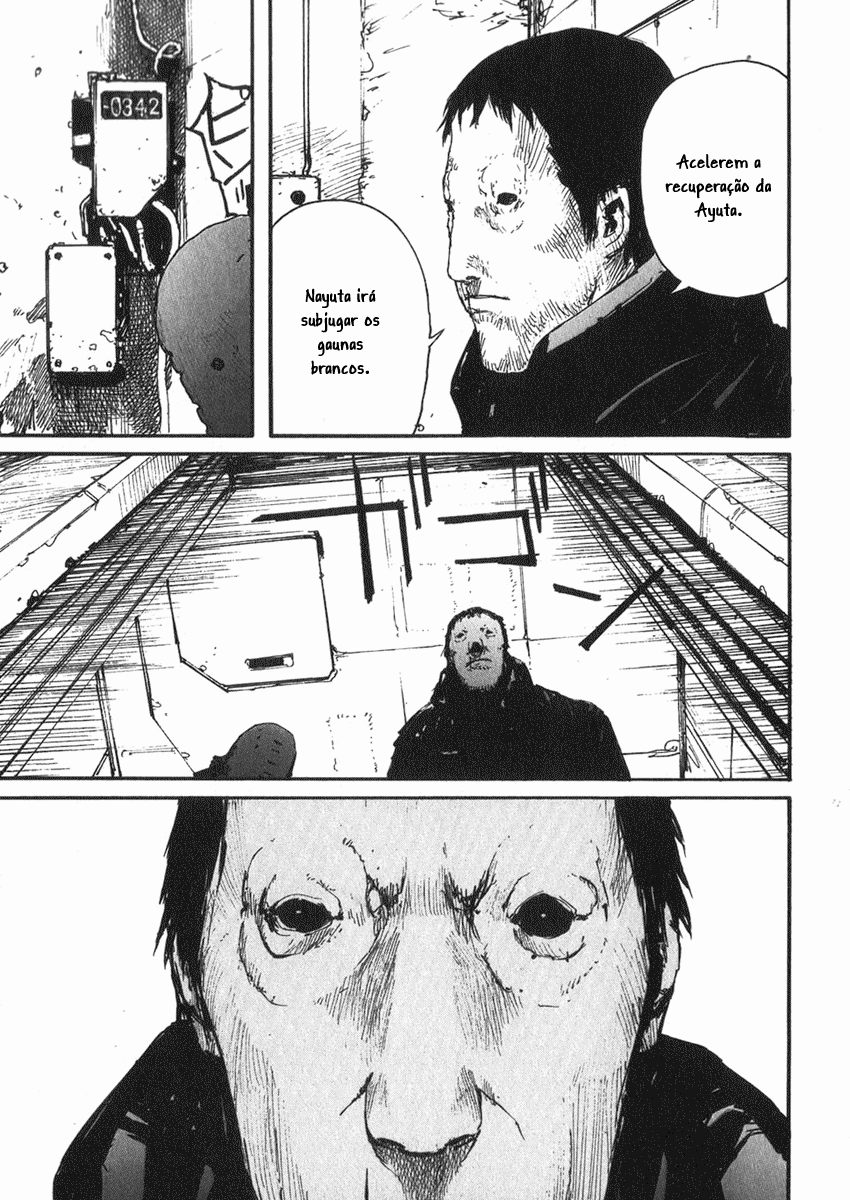 Acelerem a
recuperação da
Ayuta.
Nayuta irá
subjugar os
gaunas
brancos.
-0342